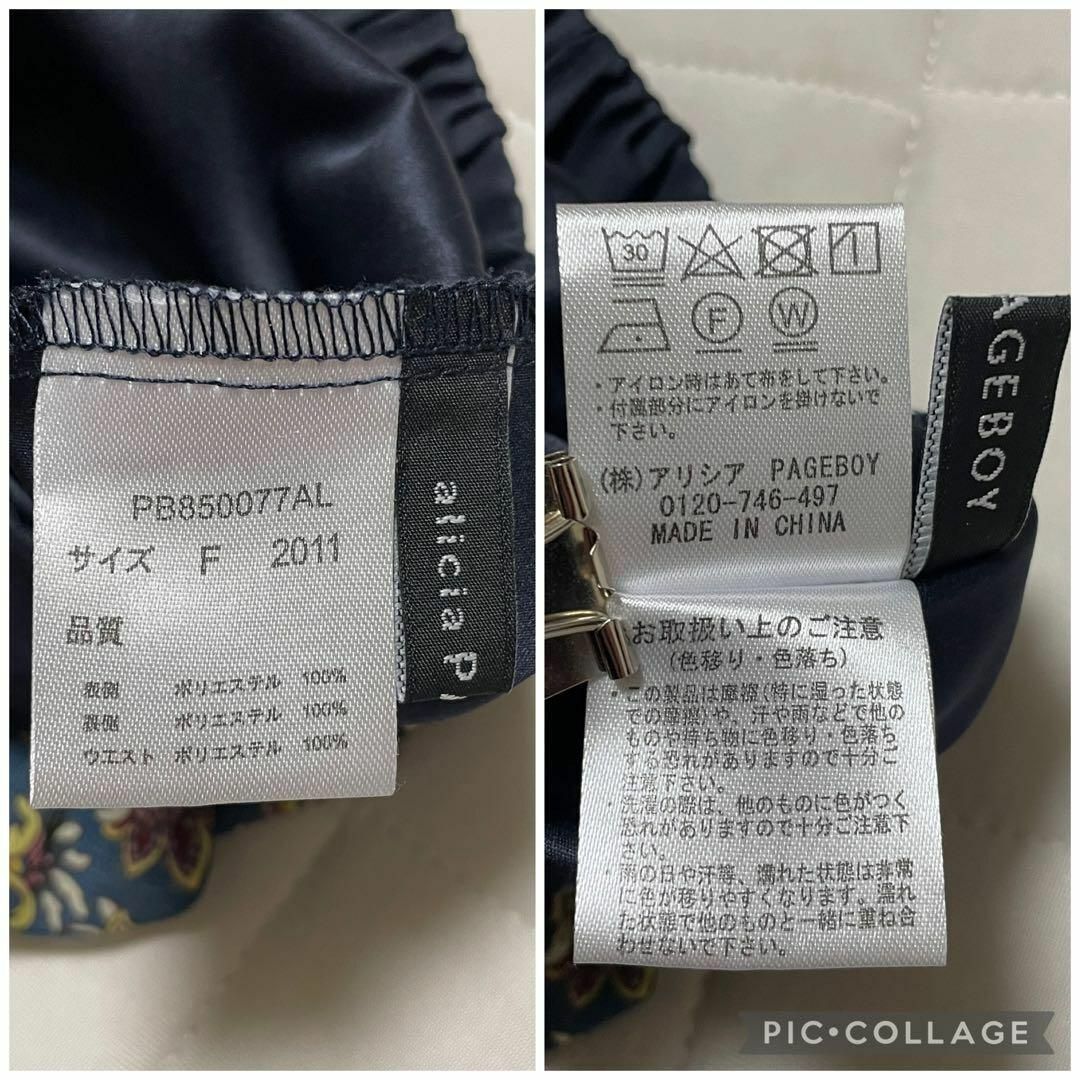 PB850077AL
サイズ F 2011
品質
表側 ポリエステル 100%
裏側 ポリエステル 100%
ウエスト ポリエステル 100%
alicia P
30
F
W
・アイロン時はあて布をして下さい。
・付属部分にアイロンを掛けないで
下さい。
(株)アリシア PAGEBOY
0120-746-497
MADE IN CHINA
AGEBOY
お取扱い上のご注意
(色移り・色落ち)
・この製品は摩擦(特に湿った状態
での摩擦)や、汗や雨などで他の
ものや持ち物に色移り・色落ち
する恐れがありますので十分ご
注意下さい。
・洗濯の際は、他のものに色がつく
恐れがありますので十分ご注意下
さい。
・雨の日や汗等、濡れた状態は非常
に色が移りやすくなります。濡れ
た状態で他のものと一緒に重ね合
わせないで下さい。
PIC•COLLAGE